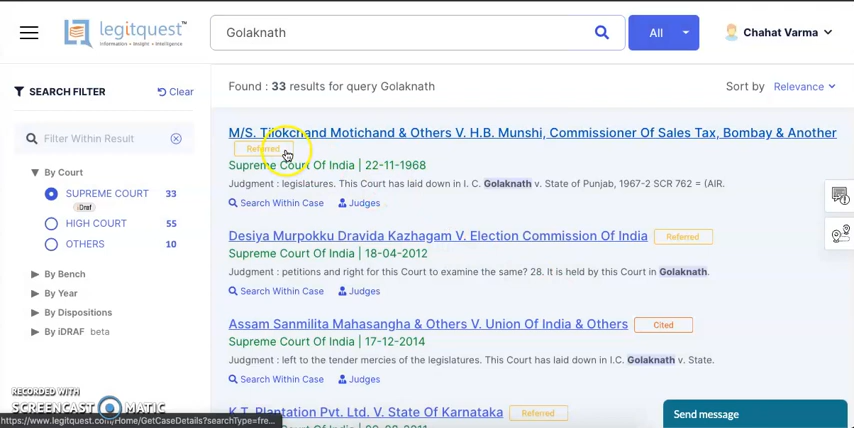 legitquest™
Information • Insight • Intelligence
Golaknath
All
Chahat Varma
SEARCH FILTER
Clear
Found : 33 results for query Golaknath
Sort by Relevance
Filter Within Result
By Court
SUPREME COURT 33
iDraf
HIGH COURT 55
OTHERS 10
By Bench
By Year
By Dispositions
By iDRAF beta
M/S. Tilokchand Motichand & Others V. H.B. Munshi, Commissioner Of Sales Tax, Bombay & Another
Referred
Supreme Court Of India | 22-11-1968
Judgment : legislatures. This Court has laid down in I. C. Golaknath v. State of Punjab, 1967-2 SCR 762 = (AIR.
Search Within Case Judges
Desiya Murpokku Dravida Kazhagam V. Election Commission Of India Referred
Supreme Court Of India | 18-04-2012
Judgment : petitions and right for this Court to examine the same? 28. It is held by this Court in Golaknath.
Search Within Case Judges
Assam Sanmilita Mahasangha & Others V. Union Of India & Others Cited
Supreme Court Of India | 17-12-2014
Judgment : left to the tender mercies of the legislatures. This Court has laid down in I.C. Golaknath v. State.
Search Within Case Judges
K.T. Plantation Pvt. Ltd. V. State Of Karnataka Referred
RECORDED WITH
SCREENCAST MATIC
https://www.legitquest.com/Home/GetCaseDetails?searchType=fre...
Send message